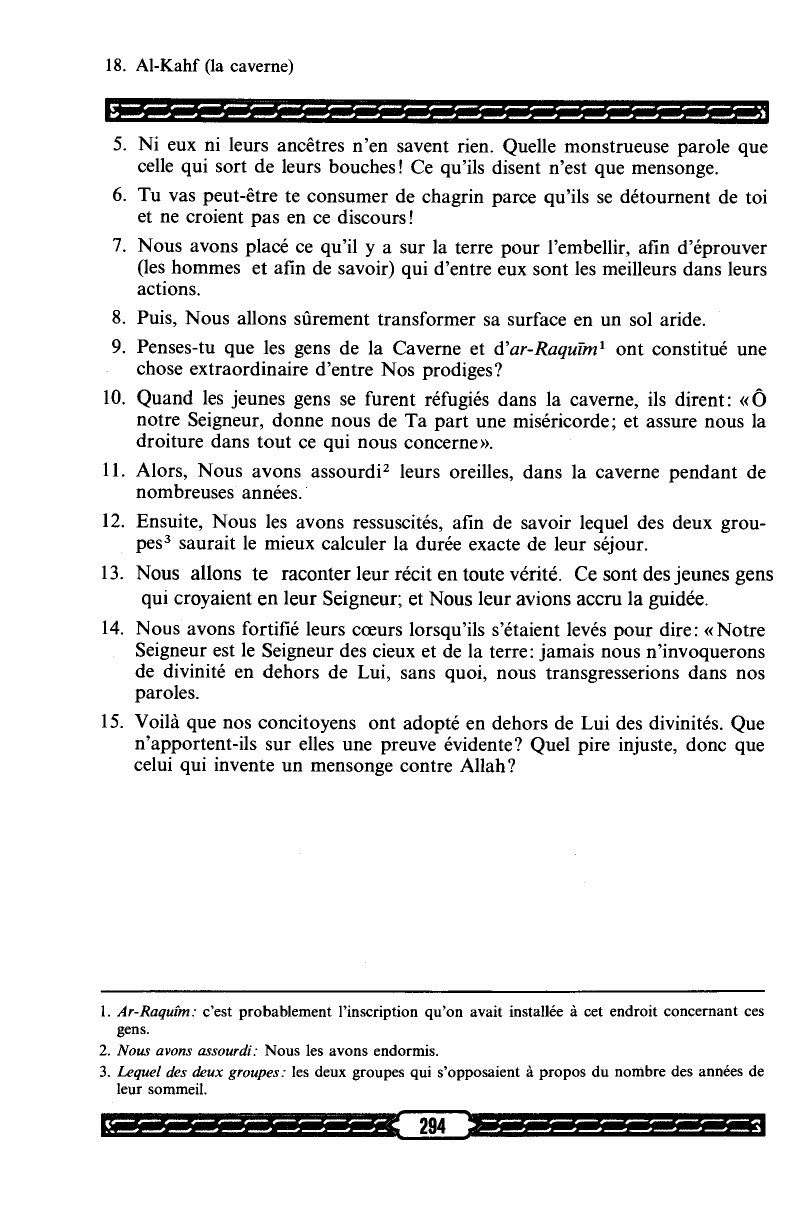 18. Al-Kahf (la caverne)
5. Ni eux ni leurs ancêtres n'en savent rien. Quelle monstrueuse parole que
celle qui sort de leurs bouches! Ce qu'ils disent n'est que mensonge.
6. Tu vas peut-être te consumer de chagrin parce qu'ils se détournent de toi
et ne croient pas en ce discours!
7. Nous avons placé ce qu'il y a sur la terre pour l'embellir, afin d'éprouver
(les hommes et afin de savoir) qui d'entre eux sont les meilleurs dans leurs
actions.
8. Puis, Nous allons sûrement transformer sa surface en un sol aride.
9. Penses-tu que les gens de la Caverne et d'ar-Raquīm¹ ont constitué une
chose extraordinaire d'entre Nos prodiges?
10. Quand les jeunes gens se furent réfugiés dans la caverne, ils dirent: «Ô
notre Seigneur, donne nous de Ta part une miséricorde; et assure nous la
droiture dans tout ce qui nous concerne».
11. Alors, Nous avons assourdi² leurs oreilles, dans la caverne pendant de
nombreuses années.
12. Ensuite, Nous les avons ressuscités, afin de savoir lequel des deux grou-
pes³ saurait le mieux calculer la durée exacte de leur séjour.
13. Nous allons te raconter leur récit en toute vérité. Ce sont des jeunes gens
qui croyaient en leur Seigneur; et Nous leur avions accru la guidée.
14. Nous avons fortifié leurs cœurs lorsqu'ils s'étaient levés pour dire: «Notre
Seigneur est le Seigneur des cieux et de la terre: jamais nous n'invoquerons
de divinité en dehors de Lui, sans quoi, nous transgresserions dans nos
paroles.
15. Voilà que nos concitoyens ont adopté en dehors de Lui des divinités. Que
n'apportent-ils sur elles une preuve évidente? Quel pire injuste, donc que
celui qui invente un mensonge contre Allah?
1. Ar-Raquîm: c'est probablement l'inscription qu'on avait installée à cet endroit concernant ces
gens.
2. Nous avons assourdi: Nous les avons endormis.
3. Lequel des deux groupes: les deux groupes qui s'opposaient à propos du nombre des années de
leur sommeil.
294